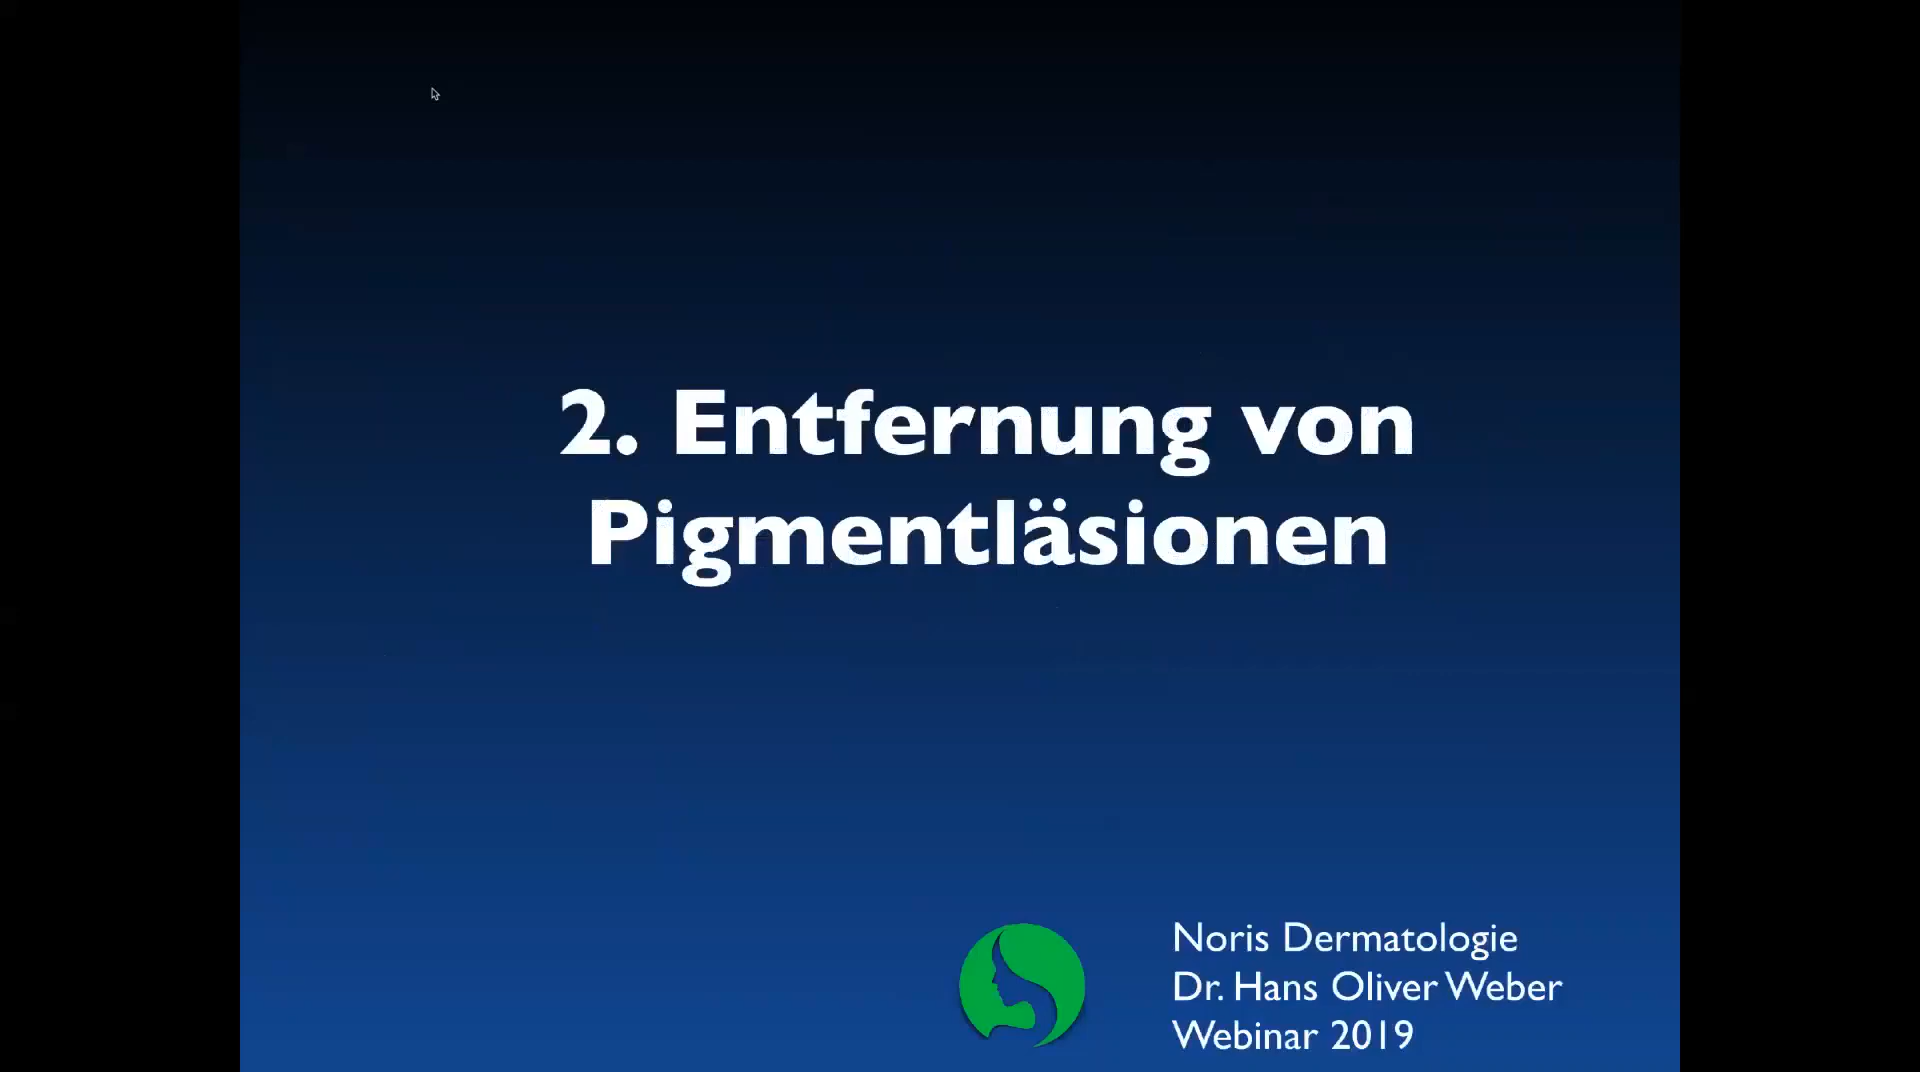 2. Entfernung von
Pigmentläsionen
Noris Dermatologie
Dr. Hans Oliver Weber
Webinar 2019